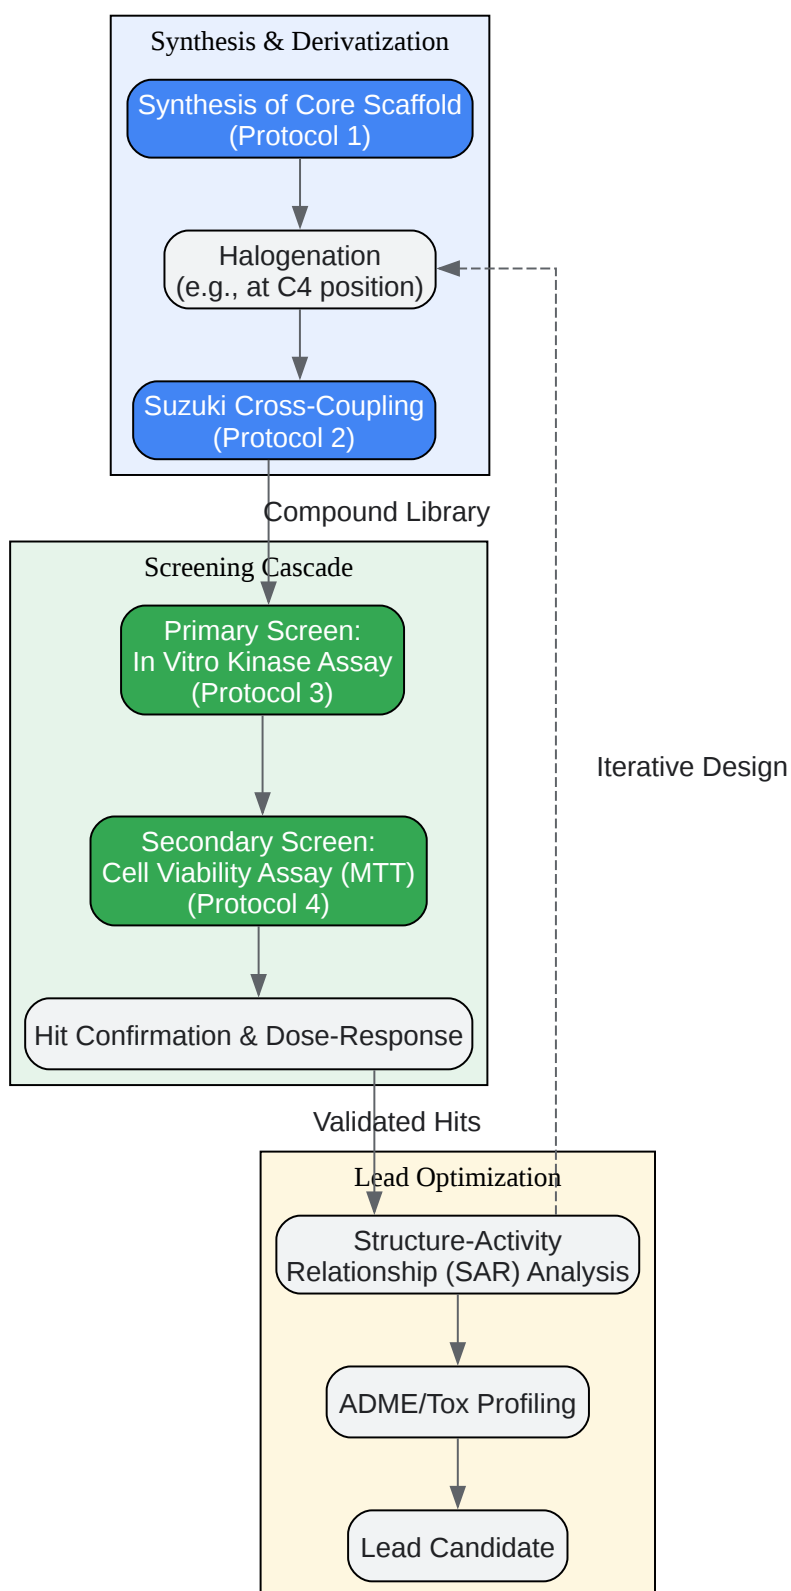 Synthesis & Derivatization
Synthesis of Core Scaffold
(Protocol 1)
Halogenation
(e.g., at C4 position)
Suzuki Cross-Coupling
(Protocol 2)
Compound Library
Screening Cascade
Primary Screen:
In Vitro Kinase Assay
(Protocol 3)
Iterative Design
Secondary Screen:
Cell Viability Assay (MTT)
(Protocol 4)
Hit Confirmation & Dose-Response
Validated Hits
Lead Optimization
Structure-Activity
Relationship (SAR) Analysis
ADME/Tox Profiling
Lead Candidate